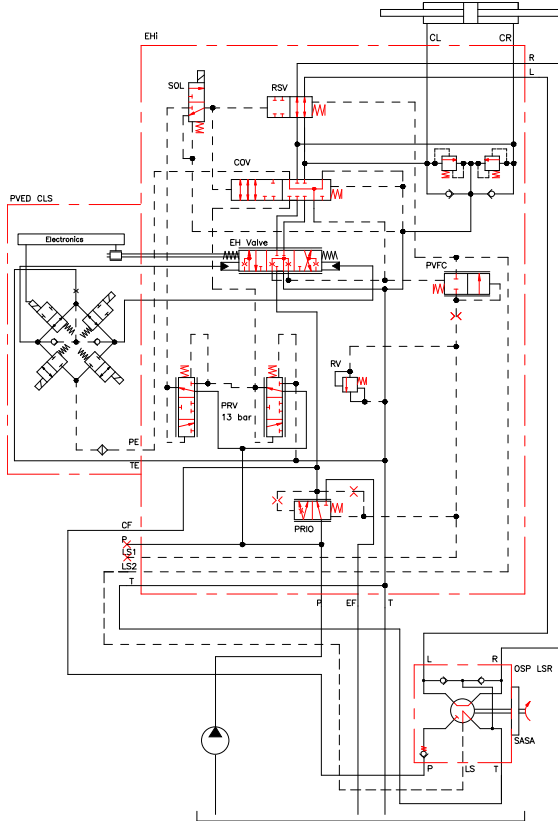 CL CR
EHi
R
L
SOL
RSV
COV
PVED CLS
Electronics
EH Valve
PVFC
RV
PRV
13 bar
PE
TE
PRIO
CF
P
LS1
LS2
T
P EF T
L R
OSP LSR
SASA
P LS T